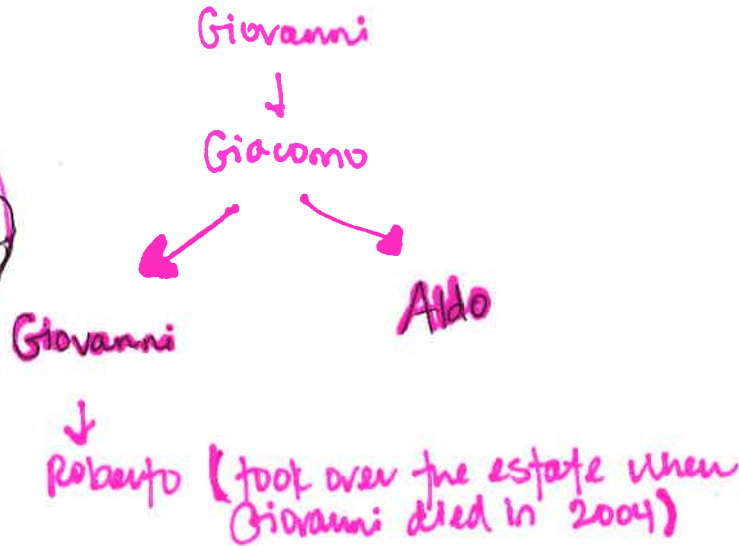 Giovanni
Giacomo
Giovanni
Aldo
Roberto (took over the estate when
Giovanni died in 2004)